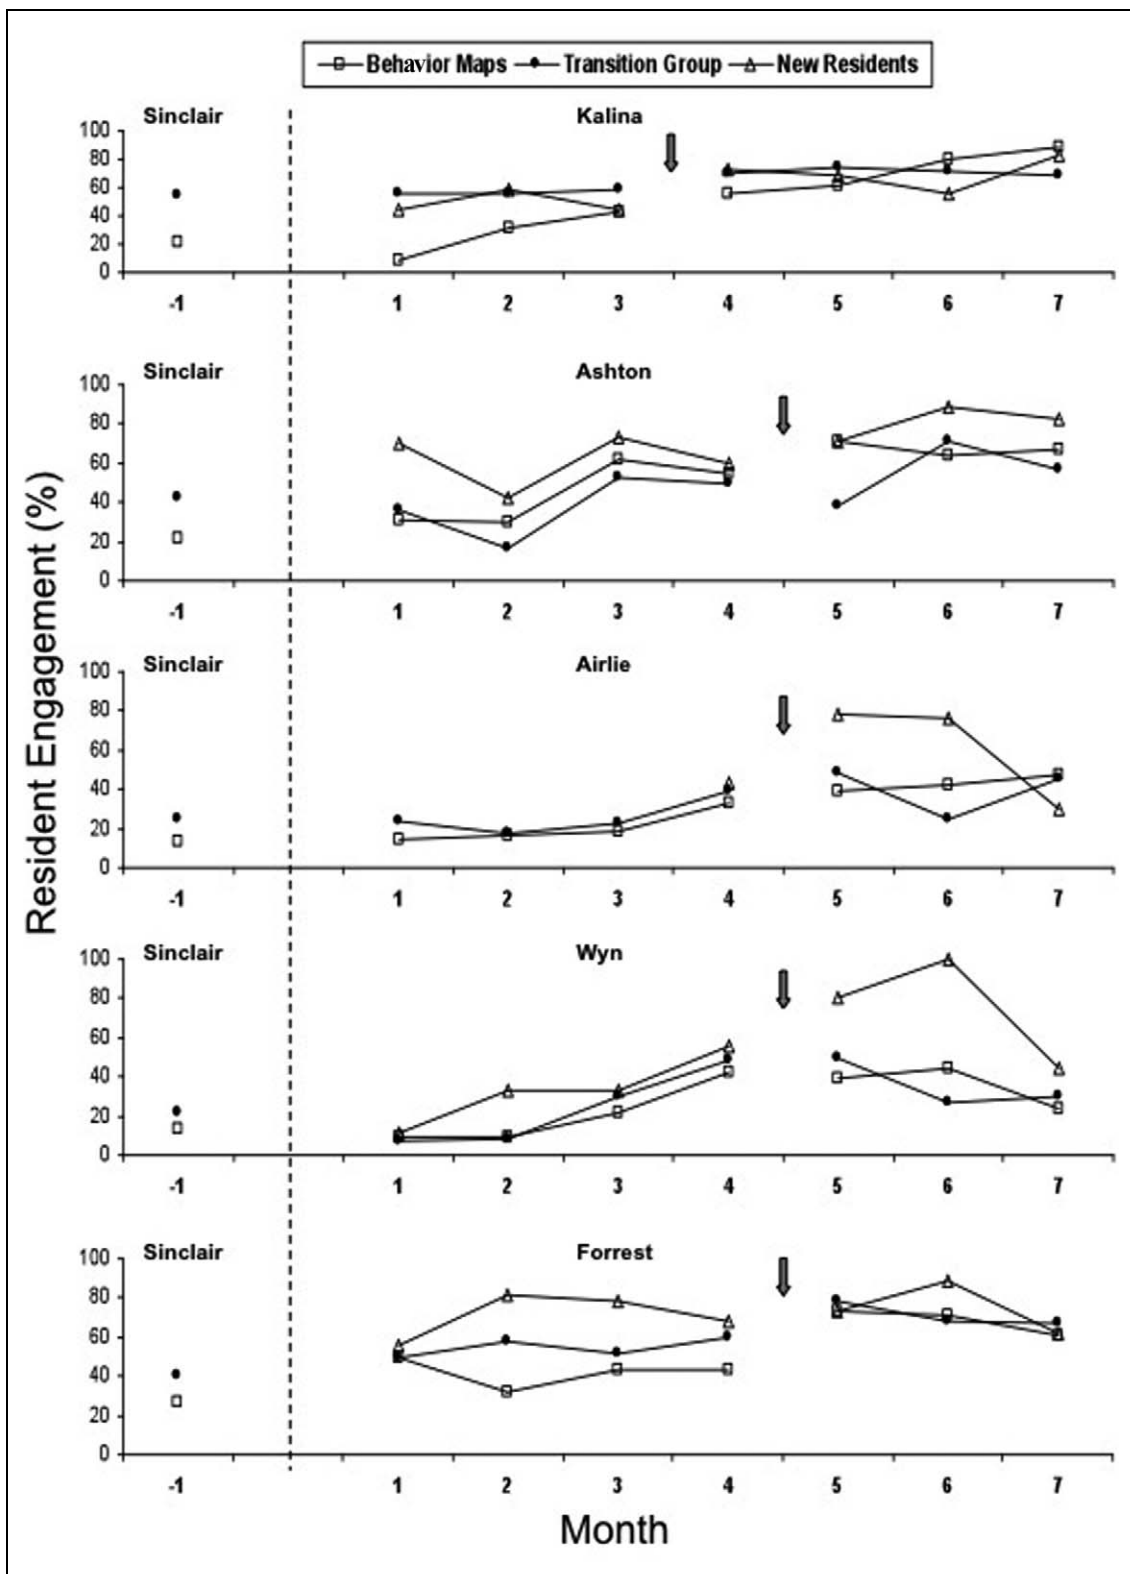 Behavior Maps Transition Group New Residents
Sinclair Kalina
100
80
60
40
20
0
-1 1 2 3 4 5 6 7
Sinclair Ashton
100
80
60
40
20
0
-1 1 2 3 4 5 6 7
Sinclair Airlie
100
80
60
40
20
0
-1 1 2 3 4 5 6 7
Sinclair Wyn
100
80
60
40
20
0
-1 1 2 3 4 5 6 7
Sinclair Forrest
100
80
60
40
20
0
-1 1 2 3 4 5 6 7
Resident Engagement (%)
Month